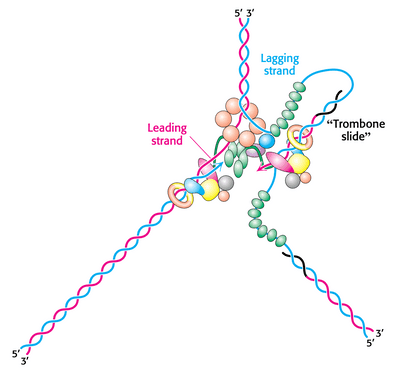 5′ 3′
Lagging
strand
"Trombone
slide"
Leading
strand
3′
5′
5′
3′